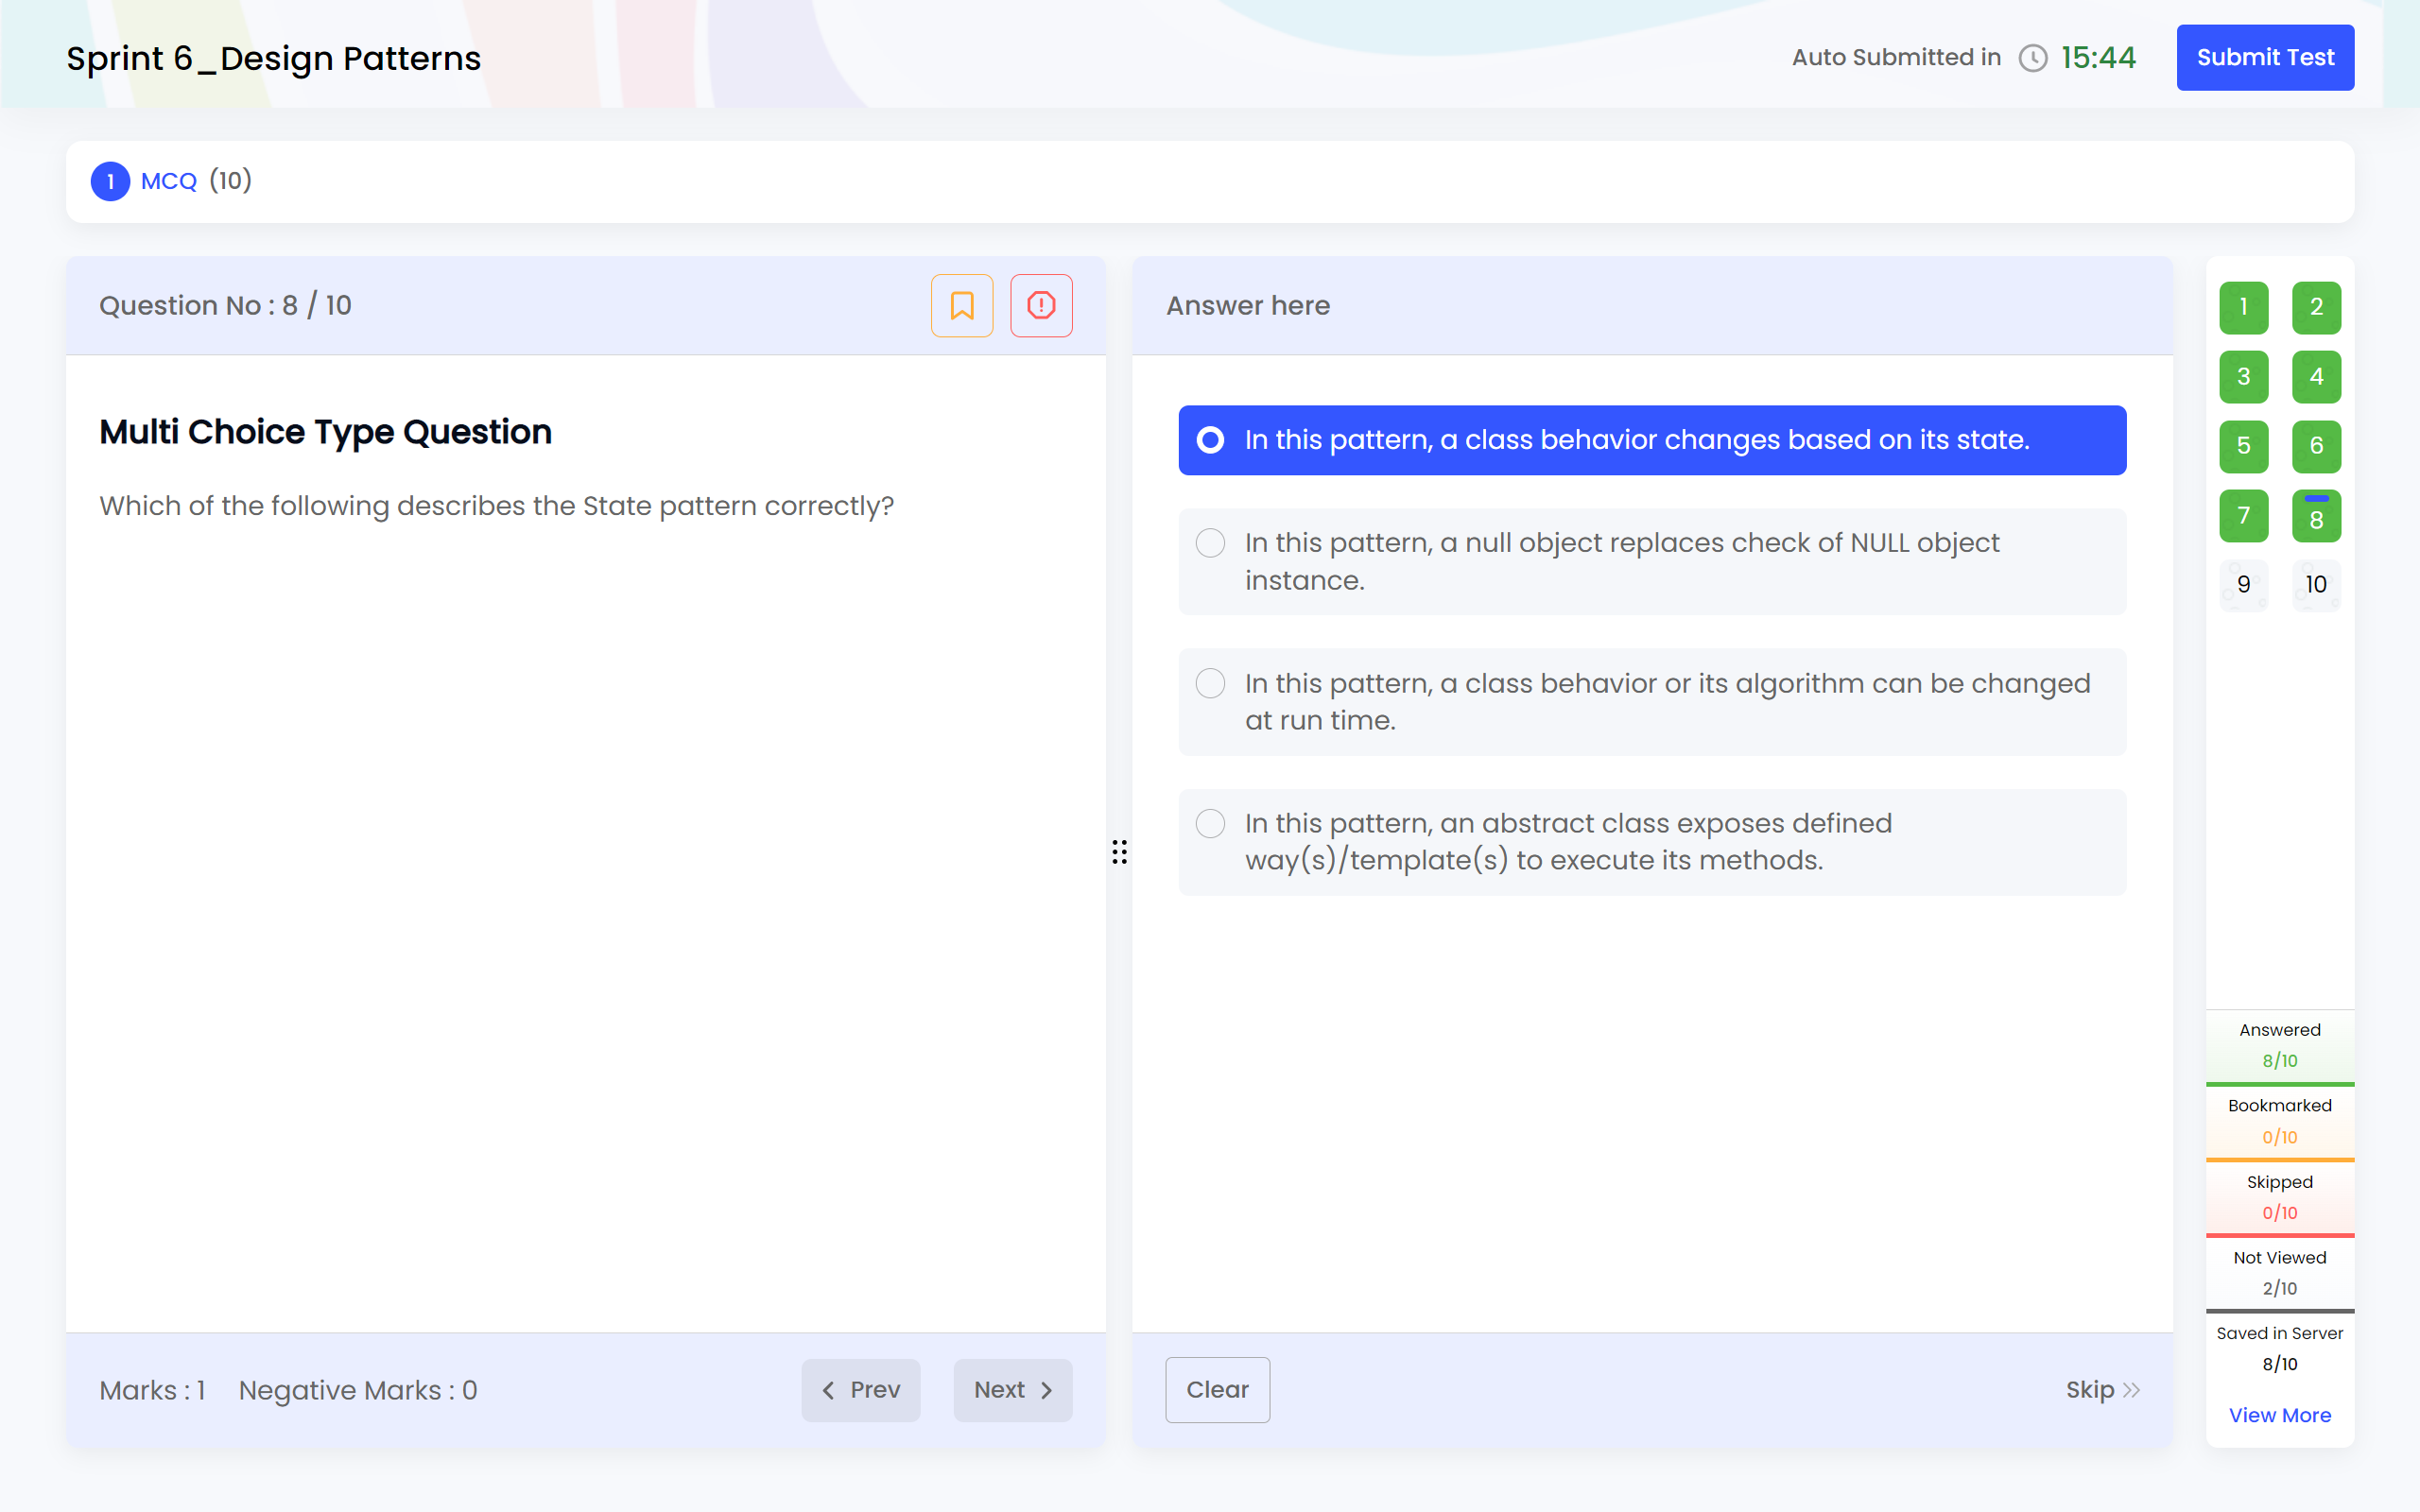 Sprint 6_Design Patterns
Auto Submitted in 15:44
Submit Test
1 MCQ (10)
Question No : 8 / 10
Multi Choice Type Question
Which of the following describes the State pattern correctly?
Marks : 1 Negative Marks : 0
Prev
Next
Answer here
In this pattern, a class behavior changes based on its state.
In this pattern, a null object replaces check of NULL object
instance.
In this pattern, a class behavior or its algorithm can be changed
at run time.
In this pattern, an abstract class exposes defined
way(s)/template(s) to execute its methods.
Clear
Skip
1 2
3 4
5 6
7 8
9 10
Answered
8/10
Bookmarked
0/10
Skipped
0/10
Not Viewed
2/10
Saved in Server
8/10
View More